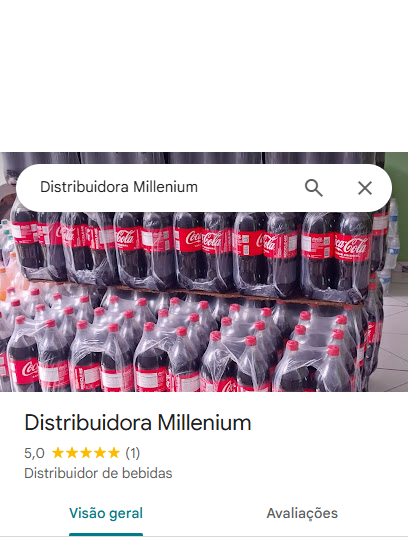 Distribuidora Millenium
Coca-Cola
Coca-Cola
Coca-Cola
Coca-Cola
Coca-Cola
Distribuidora Millenium
5,0 ★★★★★ (1)
Distribuidor de bebidas
Visão geral
Avaliações